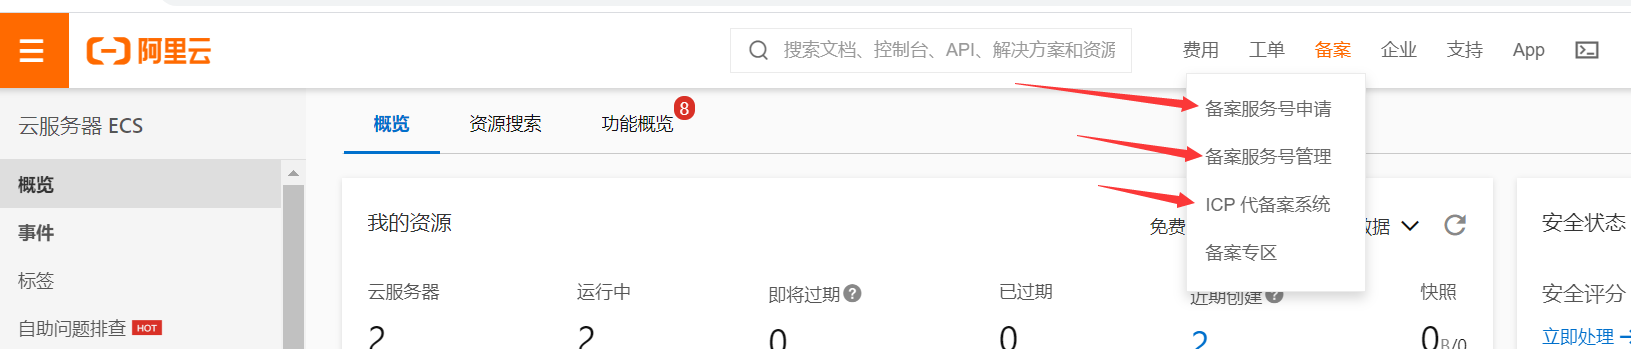 阿里云
搜索文档、控制台、API、解决方案和资源
费用 工单 备案 企业 支持 App
备案服务号申请
备案服务号管理
ICP 代备案系统
备案专区
云服务器 ECS
概览
事件
标签
自助问题排查 HOT
概览 资源搜索 功能概览 8
我的资源
免费
数据
云服务器 运行中 即将过期 已过期 近期创建 快照
2 2 0 0 2 0B/0
安全状态
安全评分
立即处理